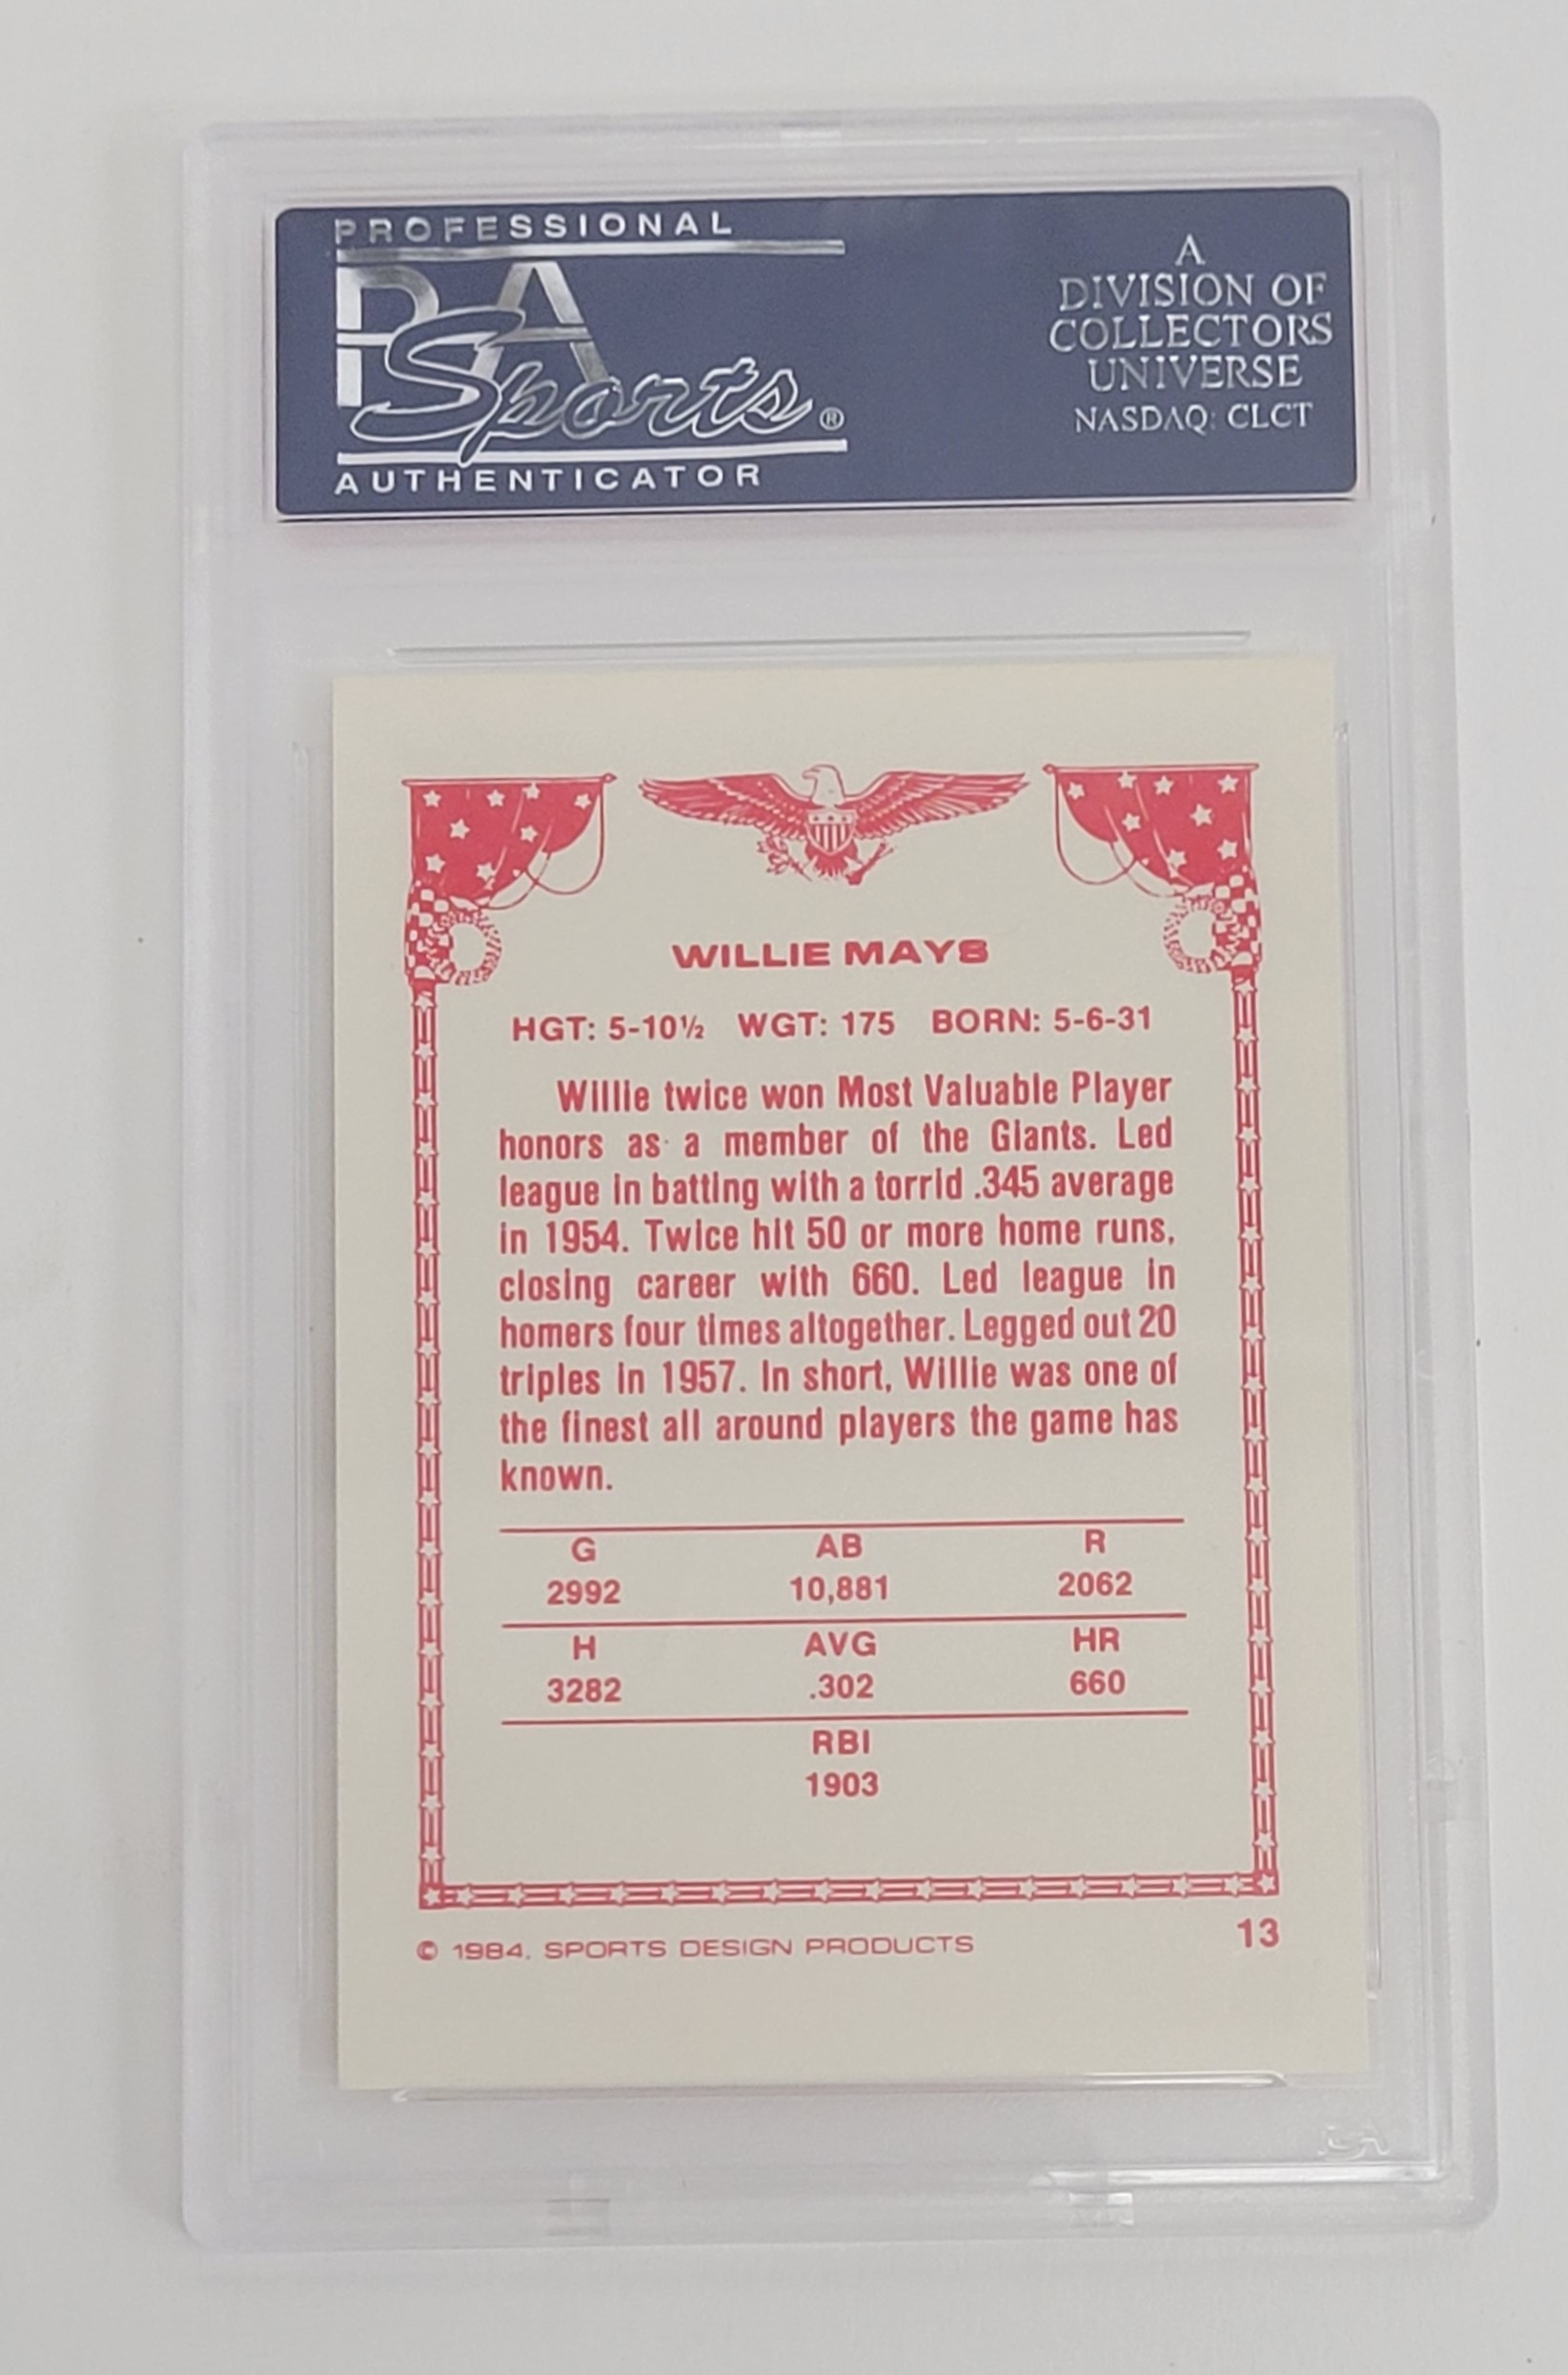 PROFESSIONAL
PSA
Sports®
AUTHENTICATOR
A
DIVISION OF
COLLECTORS
UNIVERSE
NASDAQ: CLCT
WILLIE MAYS
HGT: 5-10½ WGT: 175 BORN: 5-6-31
Willie twice won Most Valuable Player
honors as a member of the Giants. Led
league in batting with a torrid .345 average
in 1954. Twice hit 50 or more home runs,
closing career with 660. Led league in
homers four times altogether. Legged out 20
triples in 1957. In short, Willie was one of
the finest all around players the game has
known.
G AB R
2992 10,881 2062
H AVG HR
3282 .302 660
RBI
1903
© 1984, SPORTS DESIGN PRODUCTS 13
PSA